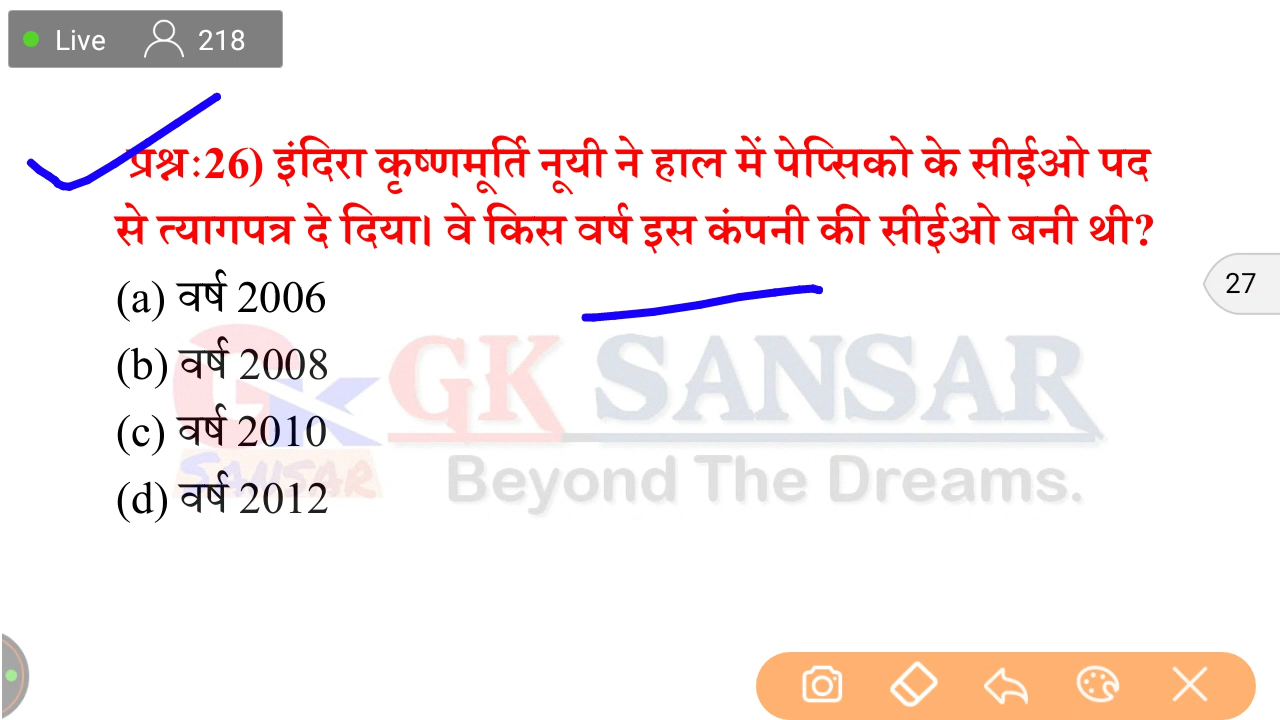 Live 218
प्रश्न:26) इंदिरा कृष्णमूर्ति नूयी ने हाल में पेप्सिको के सीईओ पद
से त्यागपत्र दे दिया। वे किस वर्ष इस कंपनी की सीईओ बनी थी?
27
(a) वर्ष 2006
(b) वर्ष 2008
(c) वर्ष 2010
(d) वर्ष 2012
GK SANSAR
SANSAR
Beyond The Dreams.